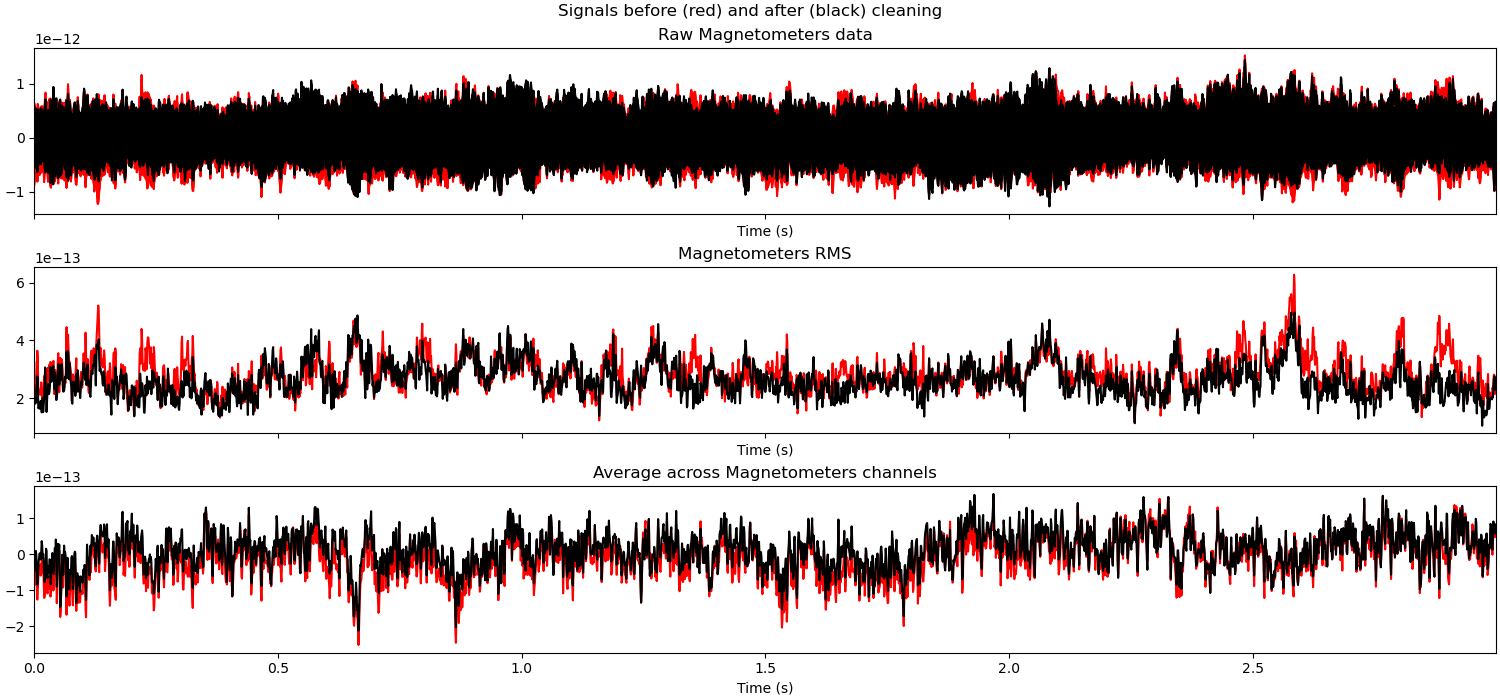 Signals before (red) and after (black) cleaning
Raw Magnetometers data
1e−12
1
0
−1
Time (s)
Magnetometers RMS
1e−13
6
4
2
Time (s)
Average across Magnetometers channels
1e−13
1
0
−1
−2
0.0 0.5 1.0 1.5 2.0 2.5
Time (s)